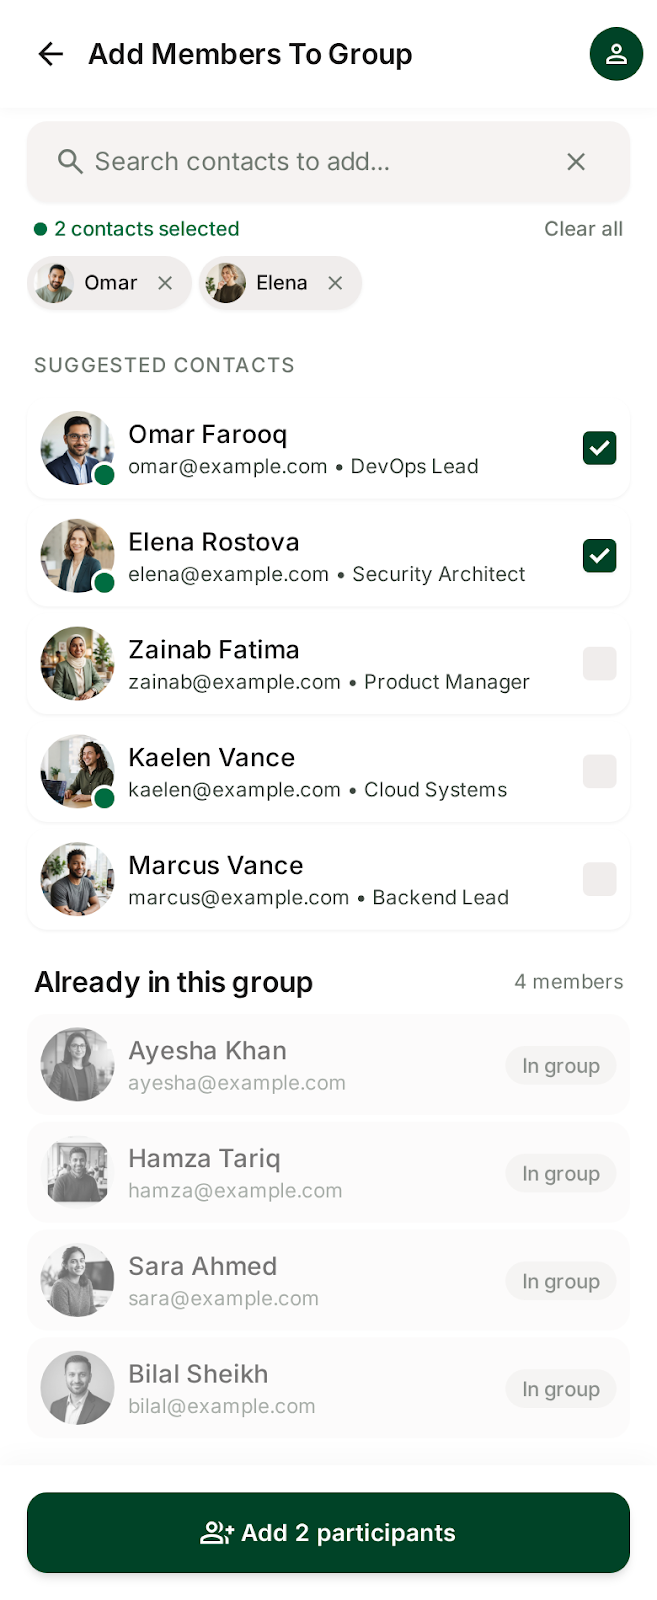 Add Members To Group
Search contacts to add...
2 contacts selected
Clear all
Omar
Elena
SUGGESTED CONTACTS
Omar Farooq
omar@example.com • DevOps Lead
Elena Rostova
elena@example.com • Security Architect
Zainab Fatima
zainab@example.com • Product Manager
Kaelen Vance
kaelen@example.com • Cloud Systems
Marcus Vance
marcus@example.com • Backend Lead
Already in this group
4 members
Ayesha Khan
ayesha@example.com
In group
Hamza Tariq
hamza@example.com
In group
Sara Ahmed
sara@example.com
In group
Bilal Sheikh
bilal@example.com
In group
Add 2 participants